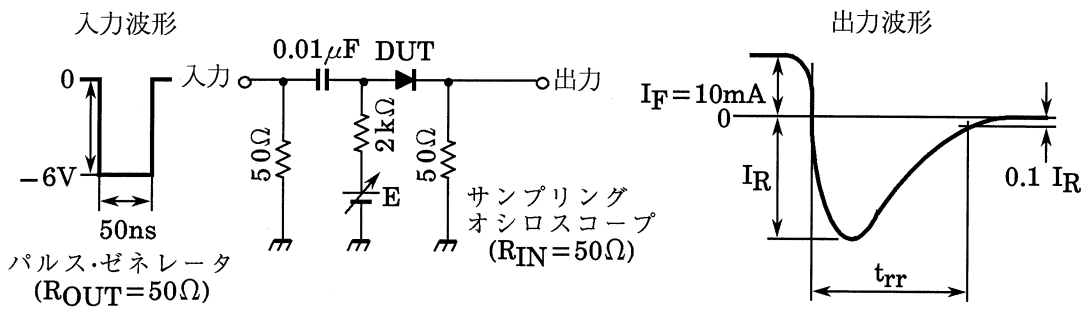 入力波形
0
−6V
50ns
パルス·ゼネレータ
(ROUT=50Ω)
入力
0.01μF DUT
50Ω
2kΩ
E
50Ω
出力
サンプリング
オシロスコープ
(RIN=50Ω)
出力波形
IF=10mA
0
IR
0.1 IR
trr